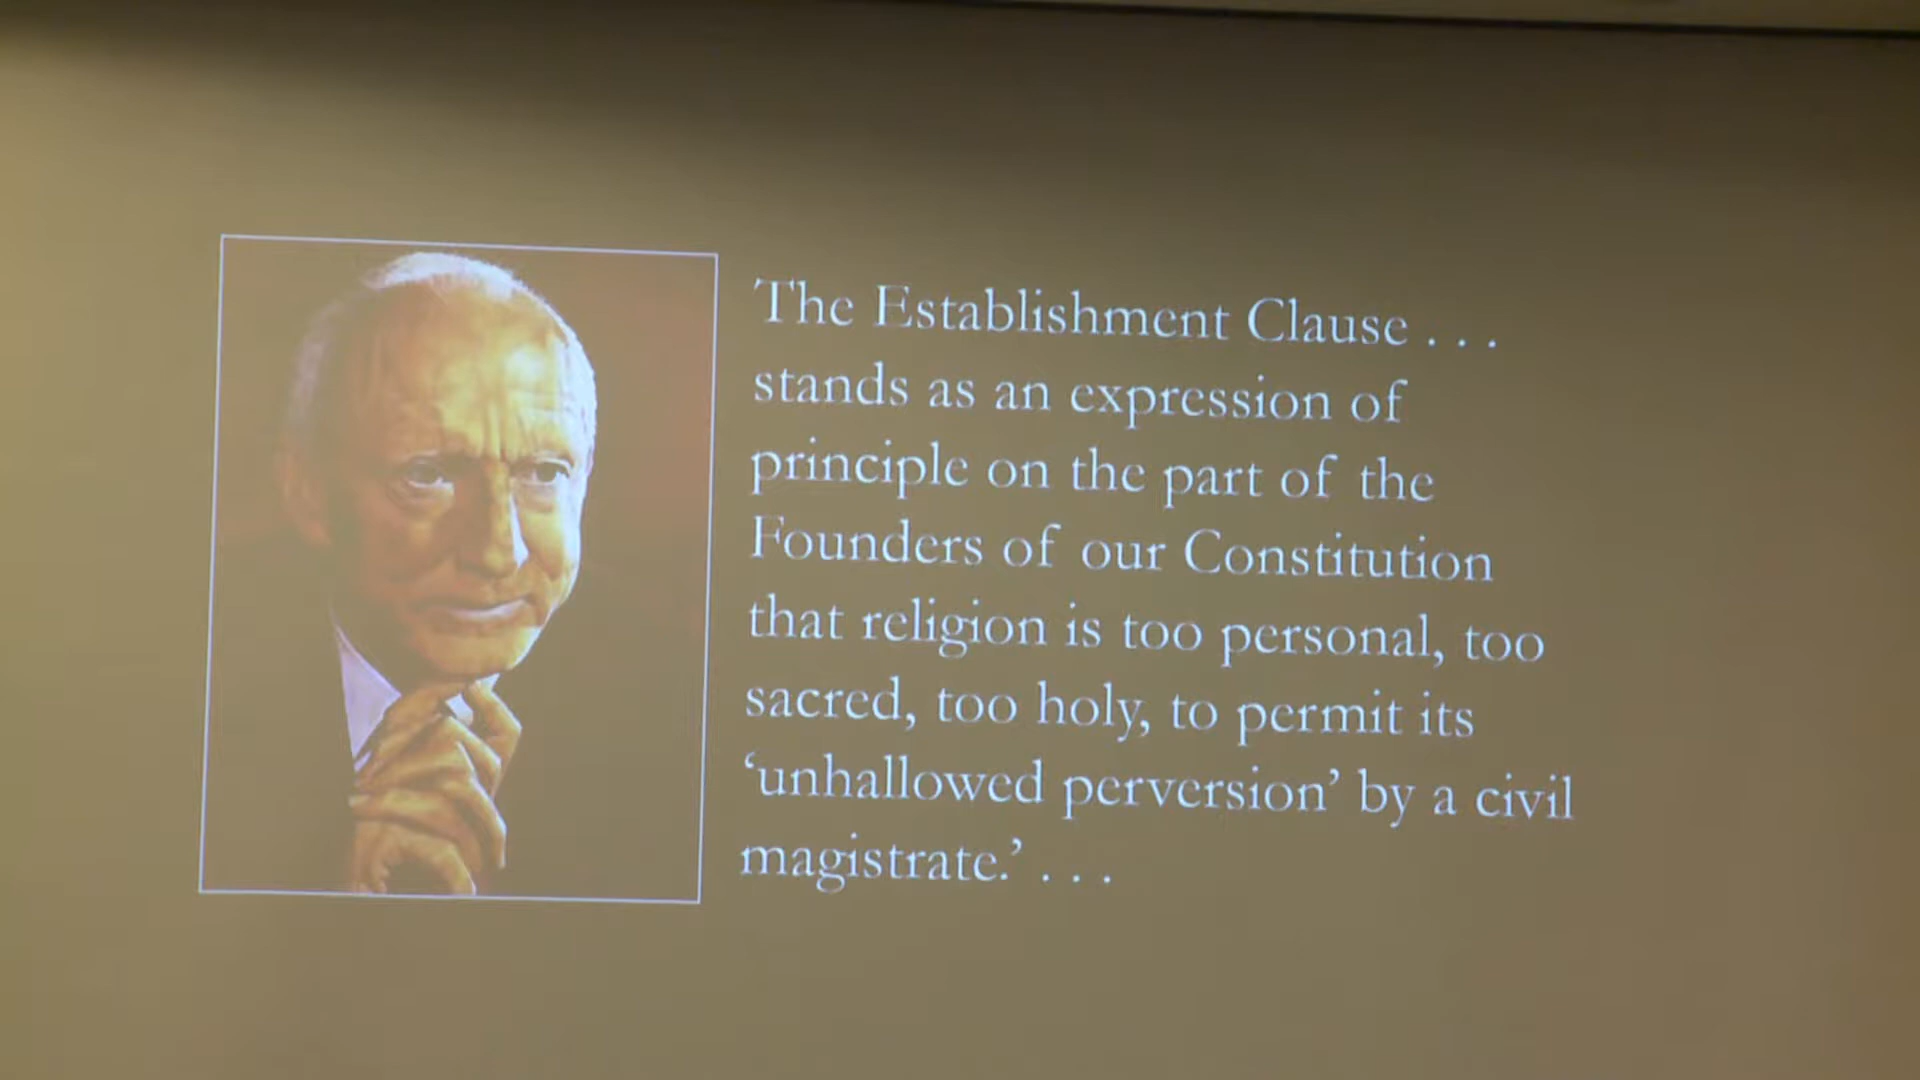 The Establishment Clause . . .
stands as an expression of
principle on the part of the
Founders of our Constitution
that religion is too personal, too
sacred, too holy, to permit its
‘unhallowed perversion’ by a civil
magistrate.’ . . .